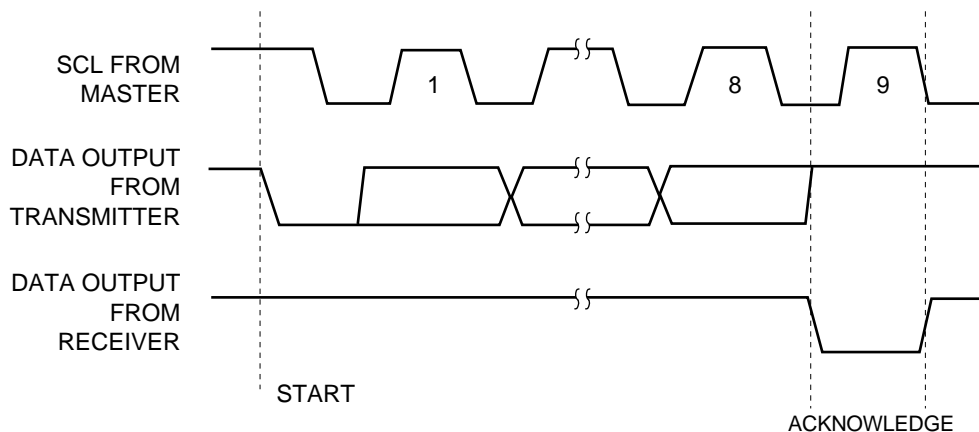 SCL FROM
MASTER
1
8
9
DATA OUTPUT
FROM
TRANSMITTER
DATA OUTPUT
FROM
RECEIVER
START
ACKNOWLEDGE